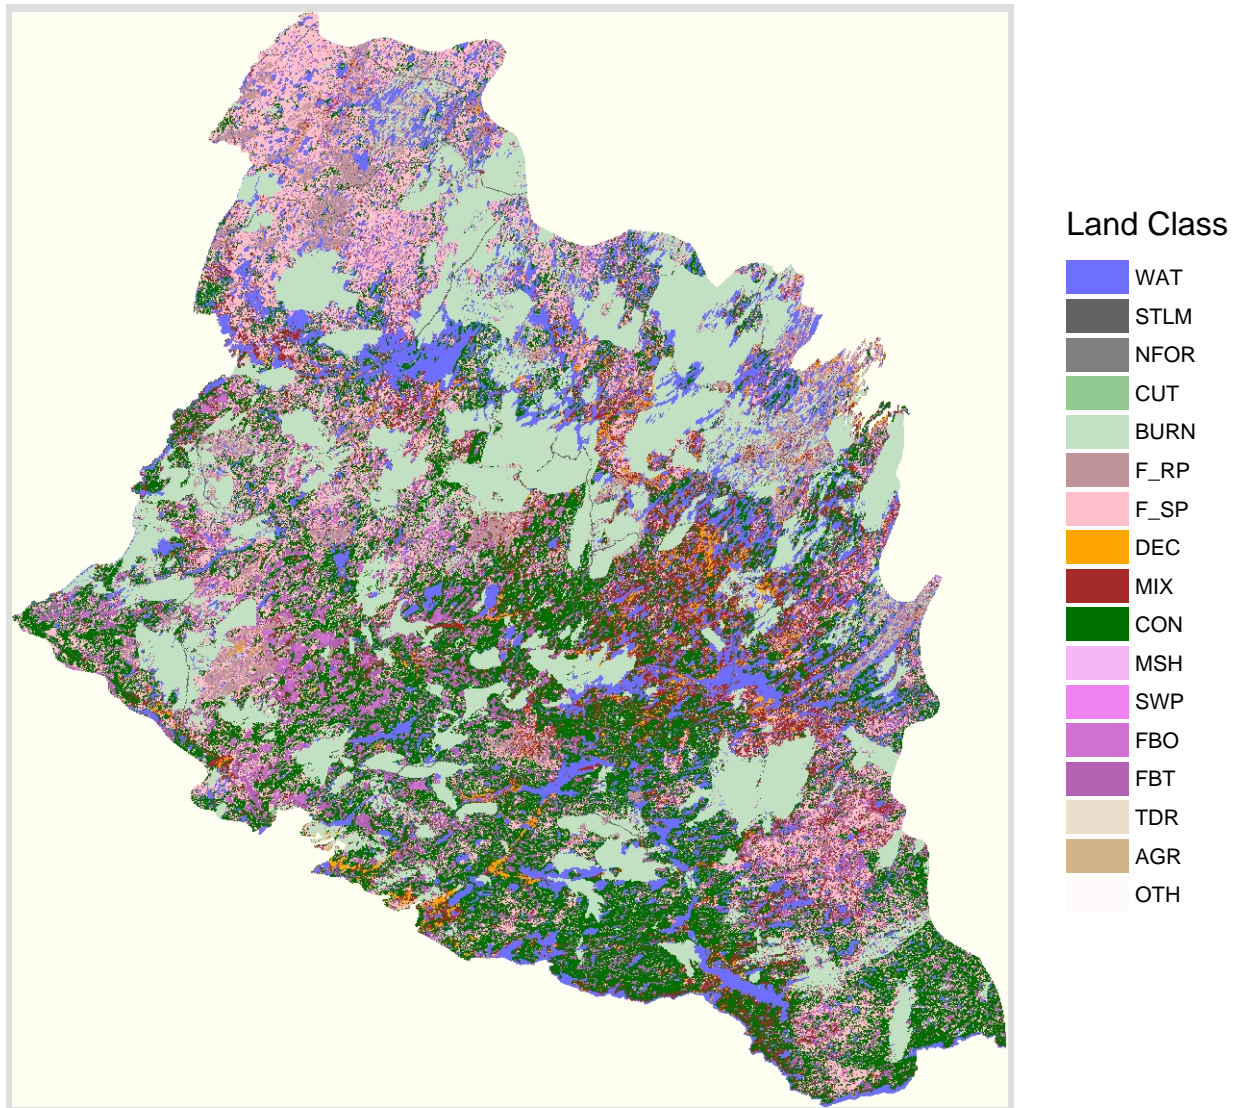 Land Class
WAT
STLM
NFOR
CUT
BURN
F_RP
F_SP
DEC
MIX
CON
MSH
SWP
FBO
FBT
TDR
AGR
OTH